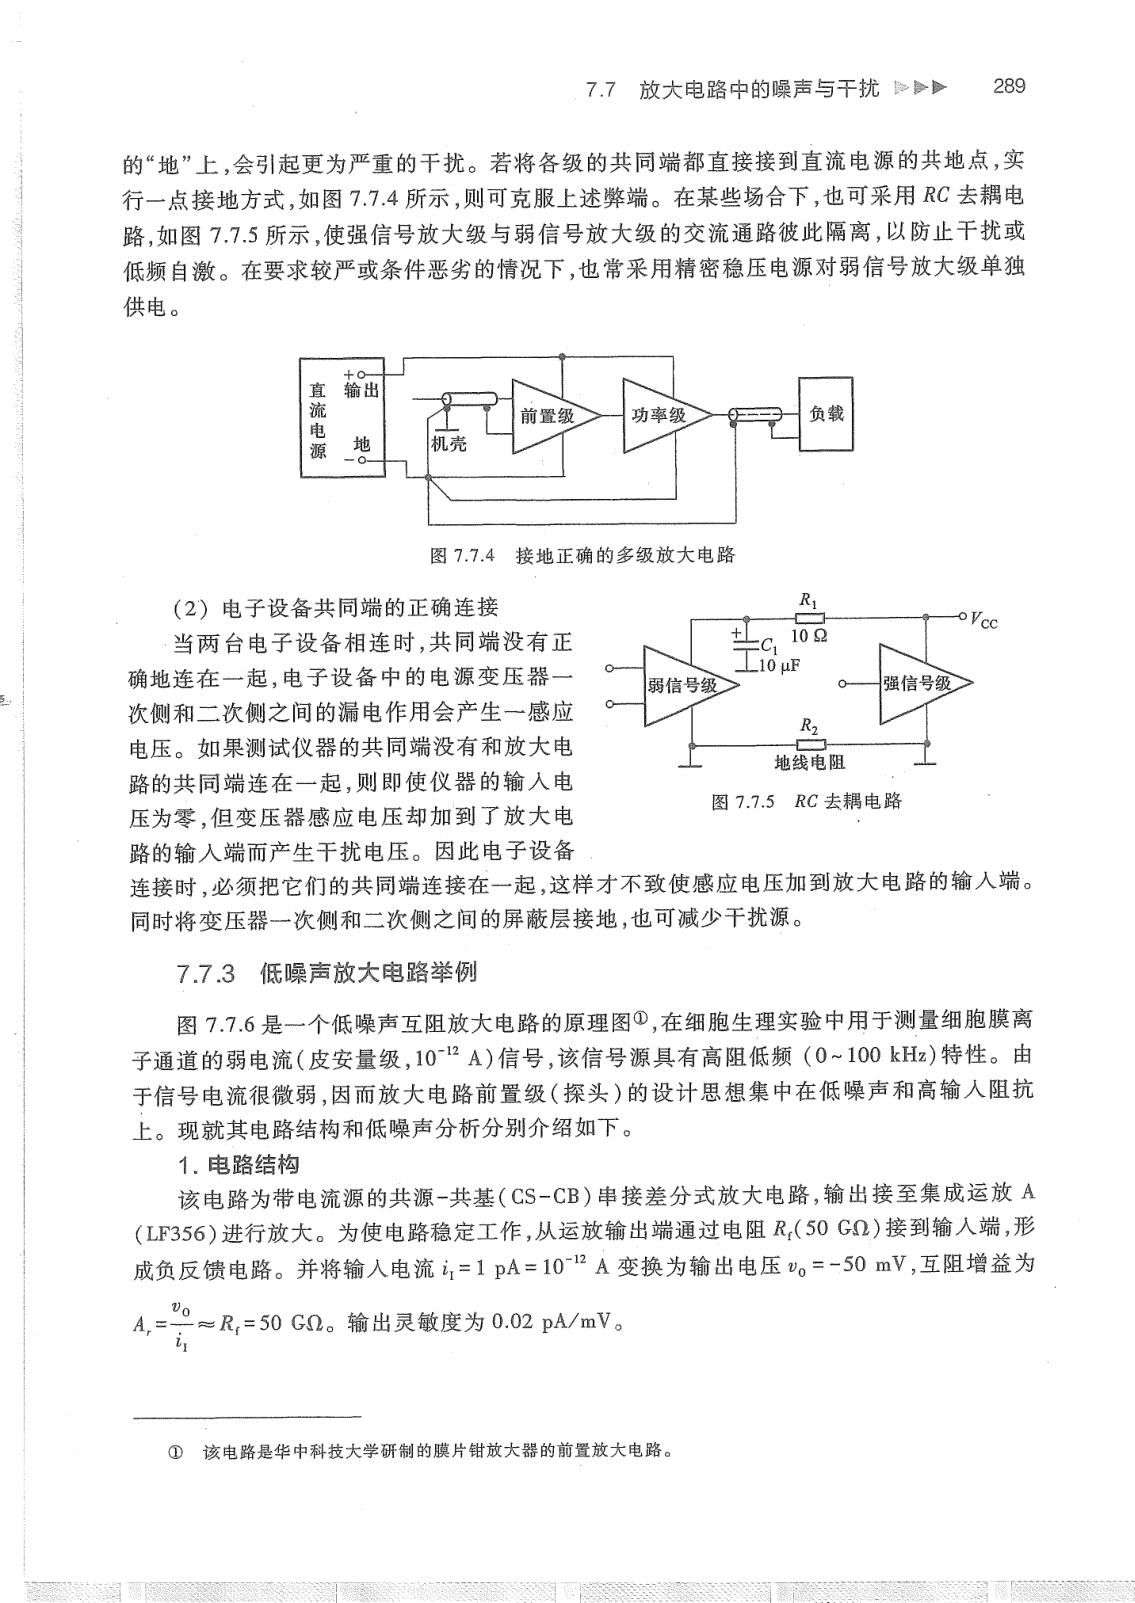 7.7 放大电路中的噪声与干扰 289
的“地”上,会引起更为严重的干扰。若将各级的共同端都直接接到直流电源的共地点,实
行一点接地方式,如图 7.7.4 所示,则可克服上述弊端。在某些场合下,也可采用 RC 去耦电
路,如图 7.7.5 所示,使强信号放大级与弱信号放大级的交流通路彼此隔离,以防止干扰或
低频自激。在要求较严或条件恶劣的情况下,也常采用精密稳压电源对弱信号放大级单独
供电。
直流电源
+
输出
地
-
机壳
前置级
功率级
负载
图 7.7.4 接地正确的多级放大电路
(2) 电子设备共同端的正确连接
当两台电子设备相连时,共同端没有正
确地连在一起,电子设备中的电源变压器一
次侧和二次侧之间的漏电作用会产生一感应
电压。如果测试仪器的共同端没有和放大电
路的共同端连在一起,则即使仪器的输入电
压为零,但变压器感应电压却加到了放大电
路的输入端而产生干扰电压。因此电子设备
R₁
10 Ω
V_CC
+
C₁
10 μF
弱信号级
强信号级
R₂
地线电阻
图 7.7.5 RC 去耦电路
连接时,必须把它们的共同端连接在一起,这样才不致使感应电压加到放大电路的输入端。
同时将变压器一次侧和二次侧之间的屏蔽层接地,也可减少干扰源。
7.7.3 低噪声放大电路举例
图 7.7.6 是一个低噪声互阻放大电路的原理图①,在细胞生理实验中用于测量细胞膜离
子通道的弱电流(皮安量级,10⁻¹² A)信号,该信号源具有高阻低频 (0~100 kHz)特性。由
于信号电流很微弱,因而放大电路前置级(探头)的设计思想集中在低噪声和高输入阻抗
上。现就其电路结构和低噪声分析分别介绍如下。
1. 电路结构
该电路为带电流源的共源-共基(CS-CB)串接差分式放大电路,输出接至集成运放 A
(LF356)进行放大。为使电路稳定工作,从运放输出端通过电阻 R_f(50 GΩ)接到输入端,形
成负反馈电路。并将输入电流 i_I = 1 pA = 10⁻¹² A 变换为输出电压 v_O = -50 mV,互阻增益为
A_r = v_O/i_I ≈ R_f = 50 GΩ。输出灵敏度为 0.02 pA/mV。
① 该电路是华中科技大学研制的膜片钳放大器的前置放大电路。